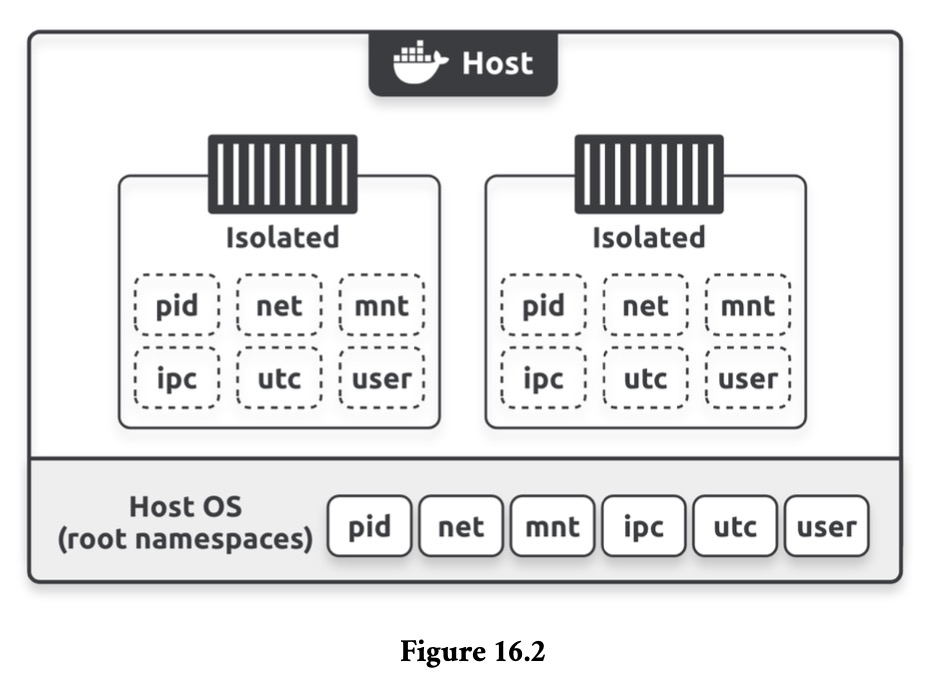 Host
Isolated
pid net mnt
ipc utc user
Isolated
pid net mnt
ipc utc user
Host OS
(root namespaces)
pid net mnt ipc utc user
Figure 16.2